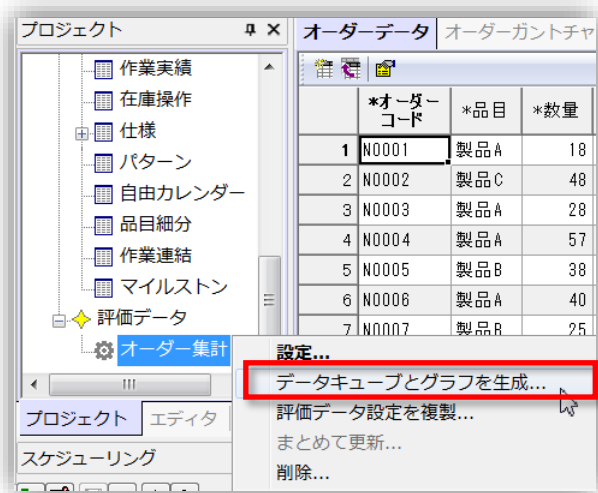 プロジェクト
作業実績
在庫操作
仕様
パターン
自由カレンダー
品目細分
作業連結
マイルストン
評価データ
オーダー集計
プロジェクト エディタ
スケジューリング
オーダーデータ オーダーガントチャ
*オーダー
コード *品目 *数量
1 N0001 製品A 18
2 N0002 製品C 48
3 N0003 製品A 28
4 N0004 製品A 57
5 N0005 製品B 38
6 N0006 製品A 40
7 N0007 製品B 25
設定...
データキューブとグラフを生成...
評価データ設定を複製...
まとめて更新...
削除...